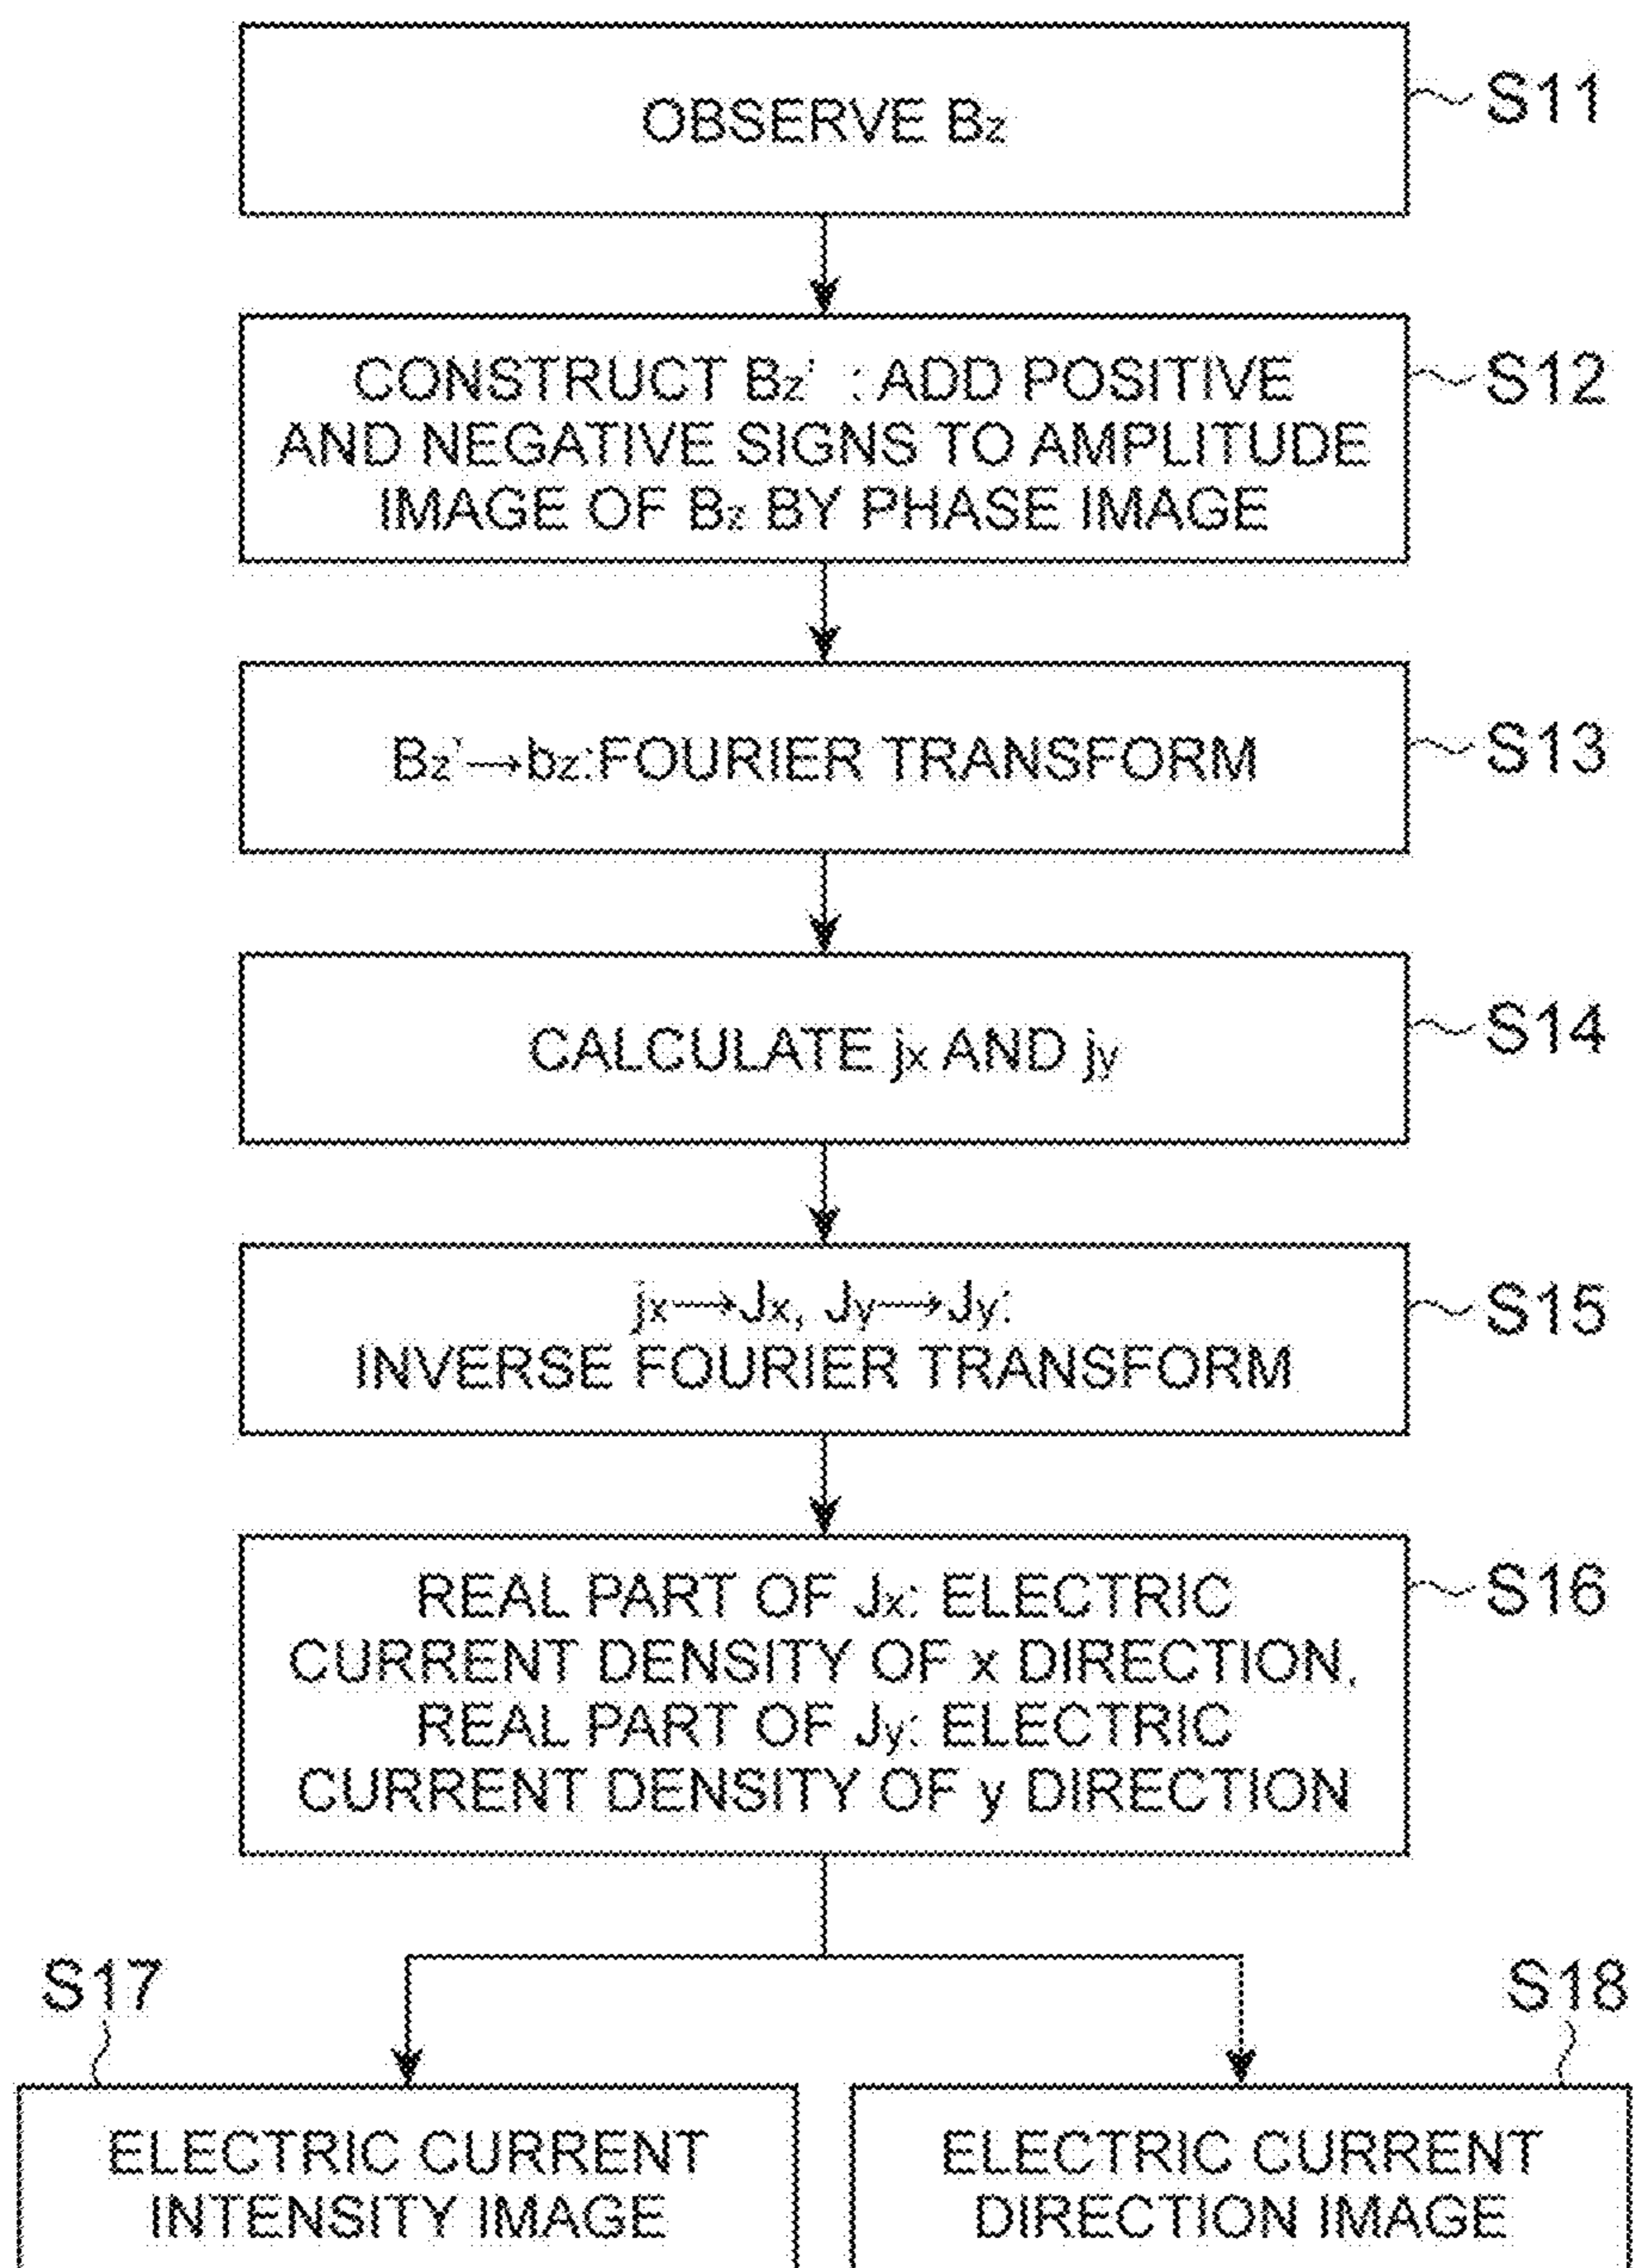 OBSERVE Bz
S11
CONSTRUCT Bz' : ADD POSITIVE
AND NEGATIVE SIGNS TO AMPLITUDE
IMAGE OF Bz BY PHASE IMAGE
S12
Bz'→bz:FOURIER TRANSFORM
S13
CALCULATE jx AND jy
S14
jx→Jx, Jy→Jy:
INVERSE FOURIER TRANSFORM
S15
REAL PART OF Jx: ELECTRIC
CURRENT DENSITY OF x DIRECTION,
REAL PART OF Jy: ELECTRIC
CURRENT DENSITY OF y DIRECTION
S16
S17
S18
ELECTRIC CURRENT
INTENSITY IMAGE
ELECTRIC CURRENT
DIRECTION IMAGE